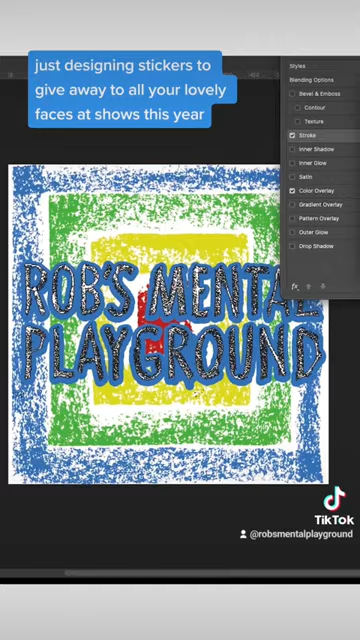 just designing stickers to
give away to all your lovely
faces at shows this year
Styles
Blending Options
Bevel & Emboss
Contour
Texture
Stroke
Inner Shadow
Inner Glow
Satin
Color Overlay
Gradient Overlay
Pattern Overlay
Outer Glow
Drop Shadow
fx
ROB'S MENTAL
PLAYGROUND
TikTok
@robsmentalplayground